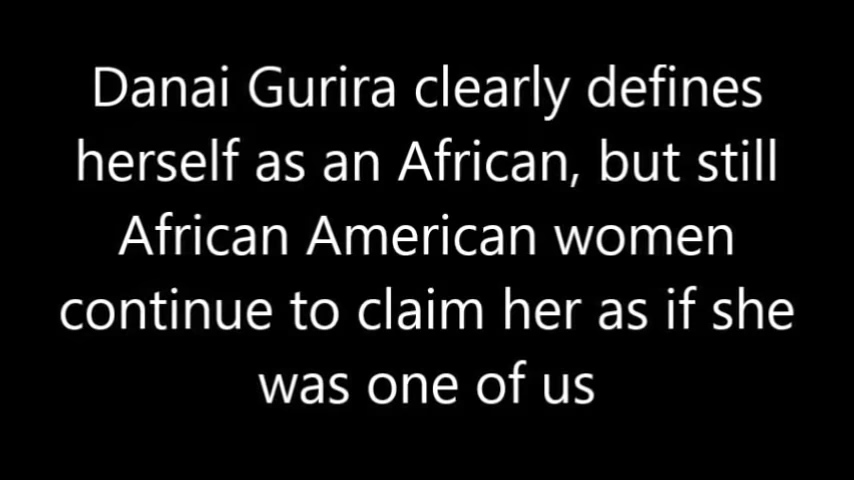 Danai Gurira clearly defines
herself as an African, but still
African American women
continue to claim her as if she
was one of us